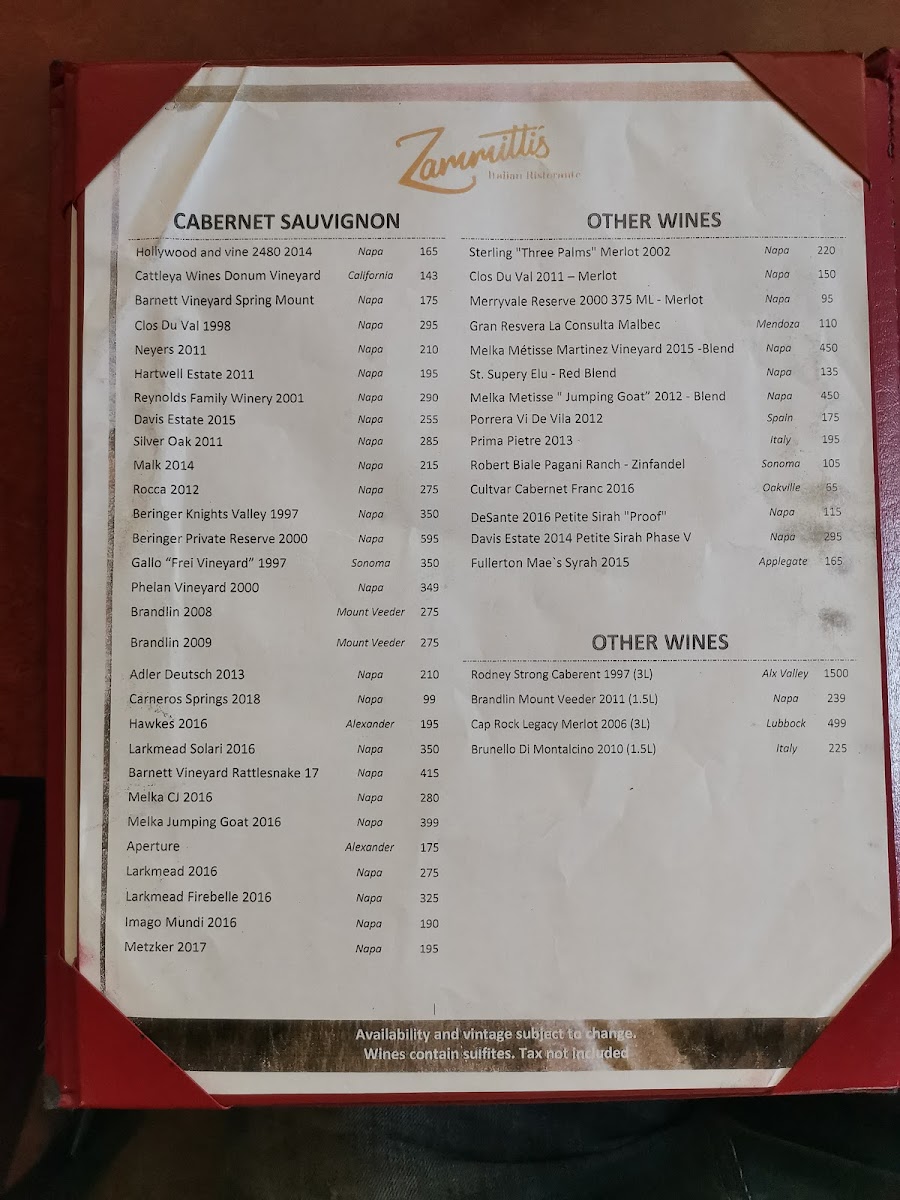 Zammitti's
Italian Ristorante
CABERNET SAUVIGNON
Hollywood and vine 2480 2014 Napa 165
Cattleya Wines Donum Vineyard California 143
Barnett Vineyard Spring Mount Napa 175
Clos Du Val 1998 Napa 295
Neyers 2011 Napa 210
Hartwell Estate 2011 Napa 195
Reynolds Family Winery 2001 Napa 290
Davis Estate 2015 Napa 255
Silver Oak 2011 Napa 285
Malk 2014 Napa 215
Rocca 2012 Napa 275
Beringer Knights Valley 1997 Napa 350
Beringer Private Reserve 2000 Napa 595
Gallo “Frei Vineyard” 1997 Sonoma 350
Phelan Vineyard 2000 Napa 349
Brandlin 2008 Mount Veeder 275
Brandlin 2009 Mount Veeder 275
Adler Deutsch 2013 Napa 210
Carneros Springs 2018 Napa 99
Hawkes 2016 Alexander 195
Larkmead Solari 2016 Napa 350
Barnett Vineyard Rattlesnake 17 Napa 415
Melka CJ 2016 Napa 280
Melka Jumping Goat 2016 Napa 399
Aperture Alexander 175
Larkmead 2016 Napa 275
Larkmead Firebelle 2016 Napa 325
Imago Mundi 2016 Napa 190
Metzker 2017 Napa 195
OTHER WINES
Sterling "Three Palms" Merlot 2002 Napa 220
Clos Du Val 2011 – Merlot Napa 150
Merryvale Reserve 2000 375 ML - Merlot Napa 95
Gran Resvera La Consulta Malbec Mendoza 110
Melka Métisse Martinez Vineyard 2015 -Blend Napa 450
St. Supery Elu - Red Blend Napa 135
Melka Metisse " Jumping Goat” 2012 - Blend Napa 450
Porrera Vi De Vila 2012 Spain 175
Prima Pietre 2013 Italy 195
Robert Biale Pagani Ranch - Zinfandel Sonoma 105
Cultvar Cabernet Franc 2016 Oakville 65
DeSante 2016 Petite Sirah "Proof" Napa 115
Davis Estate 2014 Petite Sirah Phase V Napa 295
Fullerton Mae`s Syrah 2015 Applegate 165
OTHER WINES
Rodney Strong Caberent 1997 (3L) Alx Valley 1500
Brandlin Mount Veeder 2011 (1.5L) Napa 239
Cap Rock Legacy Merlot 2006 (3L) Lubbock 499
Brunello Di Montalcino 2010 (1.5L) Italy 225
Availability and vintage subject to change.
Wines contain sulfites. Tax not included